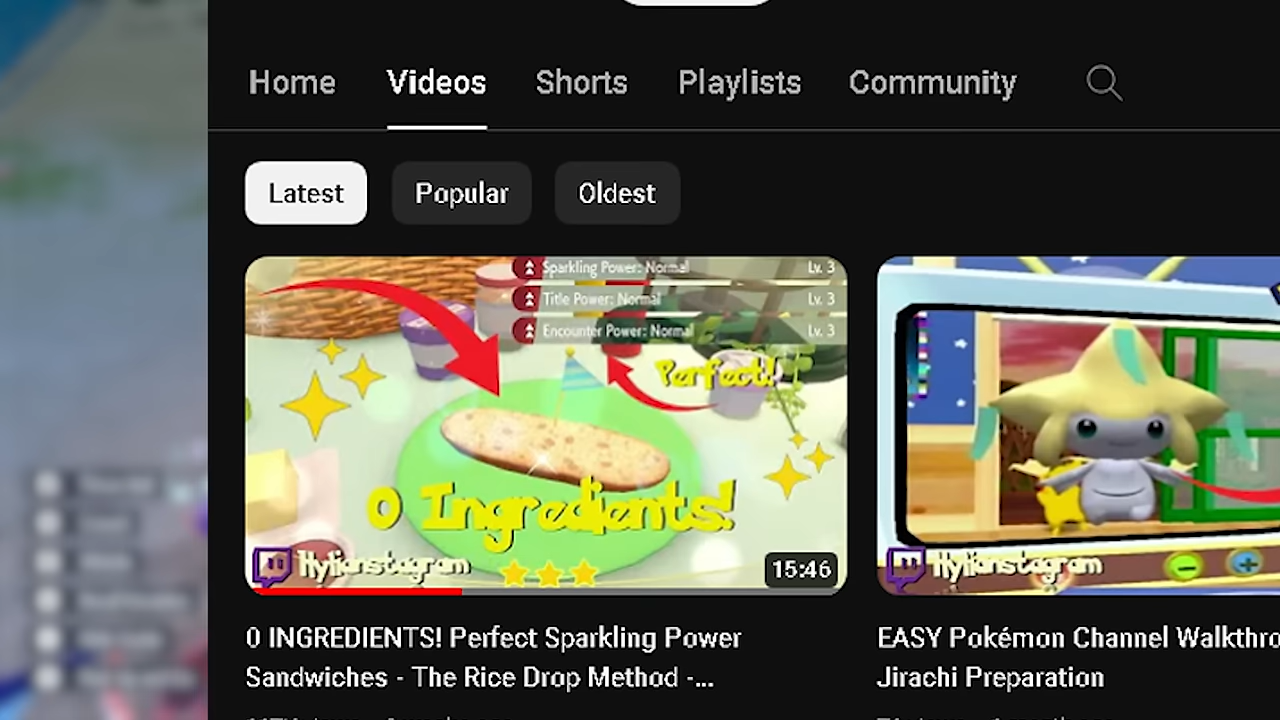 Home Videos Shorts Playlists Community
Latest Popular Oldest
Sparkling Power: Normal Lv. 3
Title Power: Normal Lv. 3
Encounter Power: Normal Lv. 3
Perfect!
0 Ingredients!
Hylianstagram
15:46
Hylianstagram
0 INGREDIENTS! Perfect Sparkling Power
Sandwiches - The Rice Drop Method -...
EASY Pokémon Channel Walkthro
Jirachi Preparation